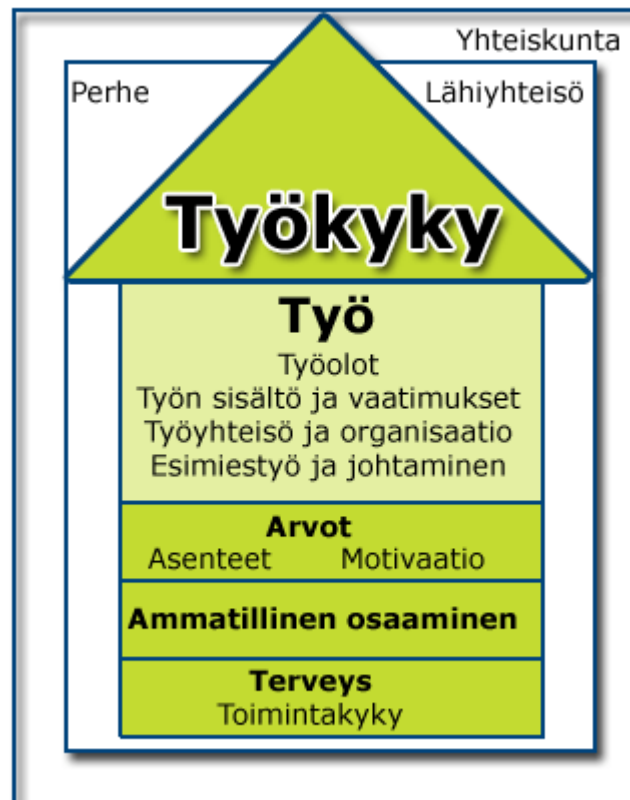 Yhteiskunta
Perhe Lähiyhteisö
Työkyky
Työ
Työolot
Työn sisältö ja vaatimukset
Työyhteisö ja organisaatio
Esimiestyö ja johtaminen
Arvot
Asenteet Motivaatio
Ammatillinen osaaminen
Terveys
Toimintakyky